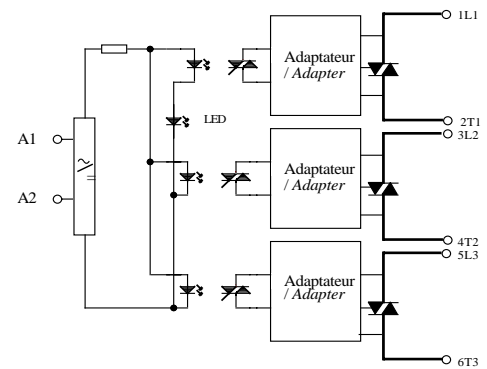 1L1
Adaptateur
/ Adapter
LED
2T1
A1
3L2
Adaptateur
/ Adapter
A2
4T2
5L3
Adaptateur
/ Adapter
6T3